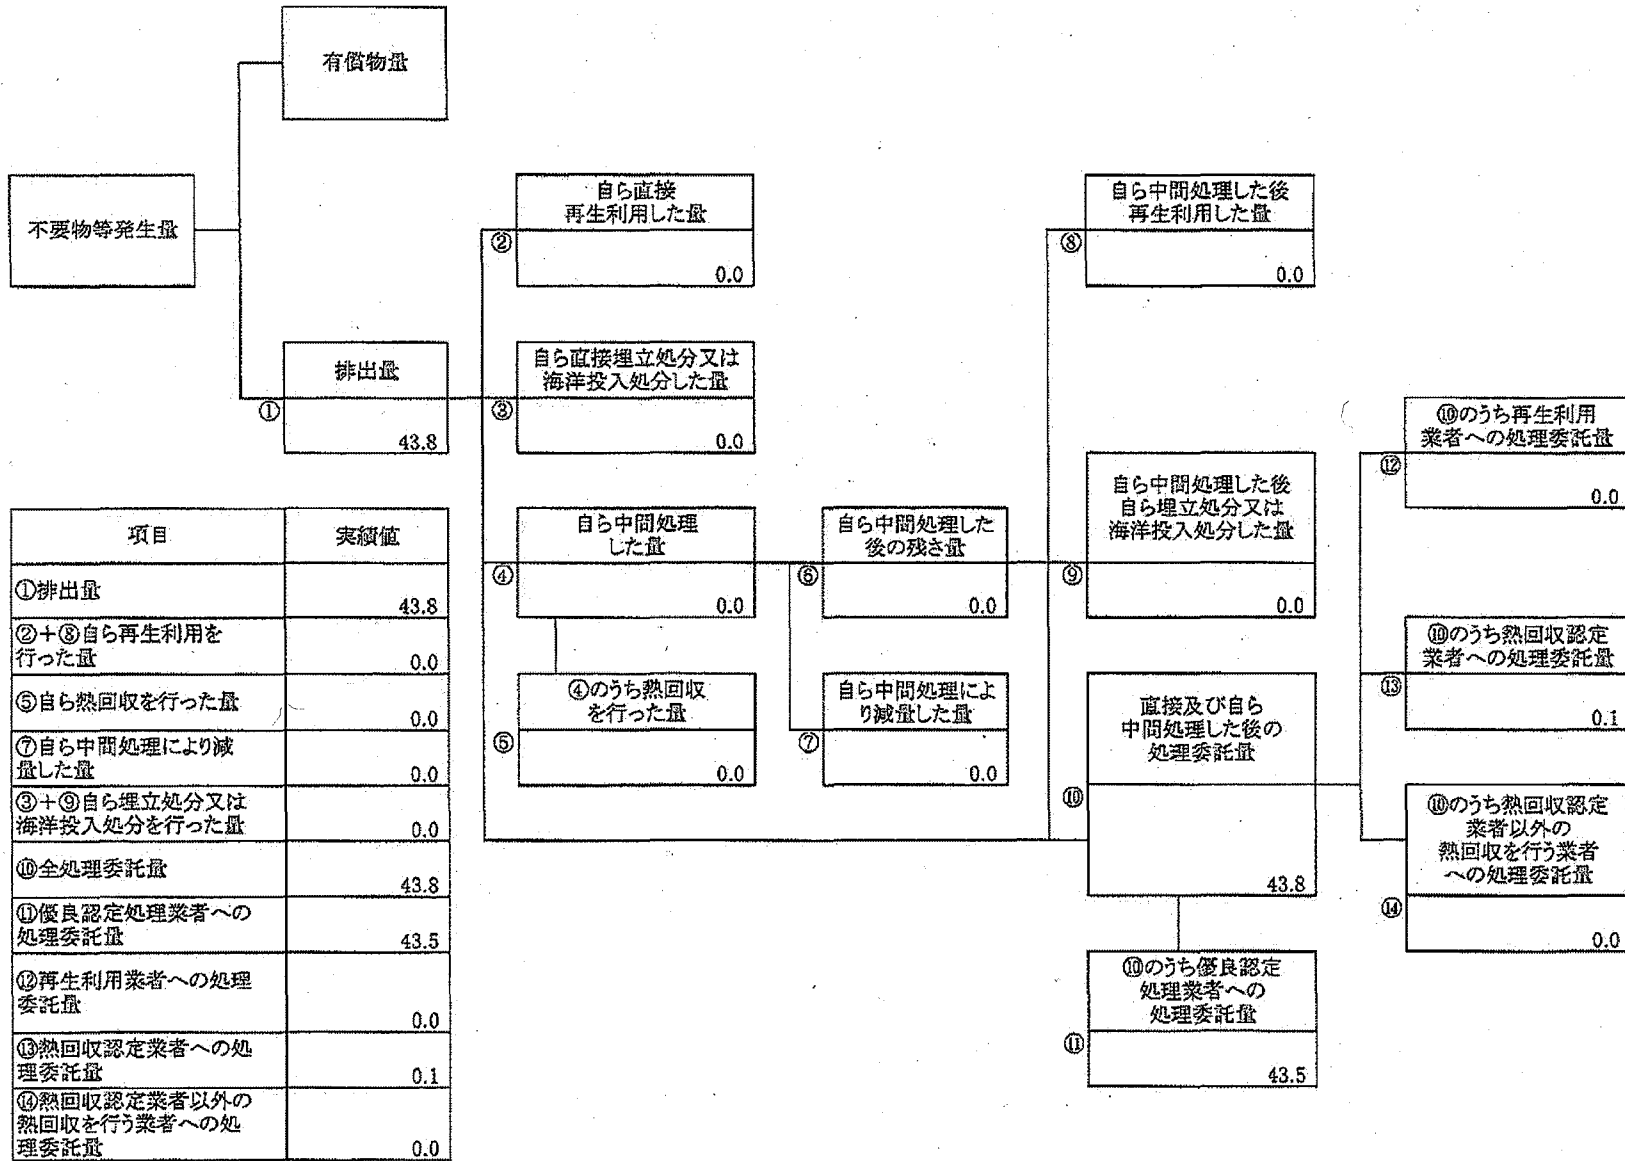 有償物量
不要物等発生量
排出量
①
43.8
自ら直接
再生利用した量
②
0.0
自ら直接埋立処分又は
海洋投入処分した量
③
0.0
自ら中間処理
した量
④
0.0
④のうち熱回収
を行った量
⑤
0.0
自ら中間処理した
後の残さ量
⑥
0.0
自ら中間処理によ
り減量した量
⑦
0.0
自ら中間処理した後
再生利用した量
⑧
0.0
自ら中間処理した後
自ら埋立処分又は
海洋投入処分した量
⑨
0.0
直接及び自ら
中間処理した後の
処理委託量
⑩
43.8
⑩のうち優良認定
処理業者への
処理委託量
⑪
43.5
⑩のうち再生利用
業者への処理委託量
⑫
0.0
⑩のうち熱回収認定
業者への処理委託量
⑬
0.1
⑩のうち熱回収認定
業者以外の
熱回収を行う業者
への処理委託量
⑭
0.0
項目 実績値
①排出量
43.8
②+⑧自ら再生利用を
行った量
0.0
⑤自ら熱回収を行った量
0.0
⑦自ら中間処理により減
量した量
0.0
③+⑨自ら埋立処分又は
海洋投入処分を行った量
0.0
⑩全処理委託量
43.8
⑪優良認定処理業者への
処理委託量
43.5
⑫再生利用業者への処理
委託量
0.0
⑬熱回収認定業者への処
理委託量
0.1
⑭熱回収認定業者以外の
熱回収を行う業者への処
理委託量
0.0